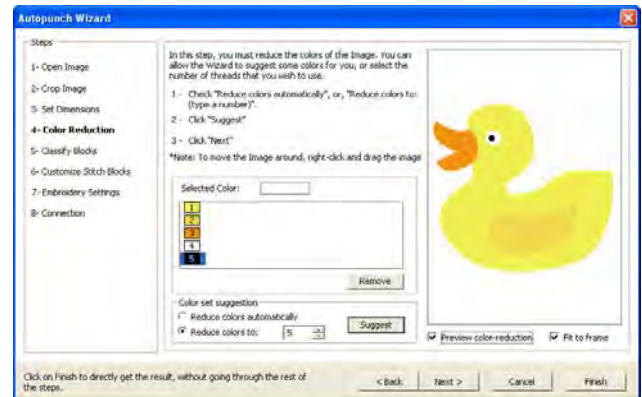 Autopunch Wizard
Steps
1- Open Image
2- Crop Image
3- Set Dimensions
4- Color Reduction
5- Classify Blocks
6- Customize Stitch Blocks
7- Embroidery Settings
8- Connection
In this step, you must reduce the colors of the Image. You can
allow the Wizard to suggest some colors for you, or select the
number of threads that you wish to use.
1 - Check "Reduce colors automatically", or, "Reduce colors to:
(type a number)".
2 - Click "Suggest"
3 - Click "Next"
*Note: To move the Image around, right-click and drag the image
Selected Color:
1
2
3
4
5
Remove
Color set suggestion
Reduce colors automatically
Reduce colors to: 5
Suggest
Preview color-reduction
Fit to frame
Click on Finish to directly get the result, without going through the rest of
the steps.
< Back
Next >
Cancel
Finish